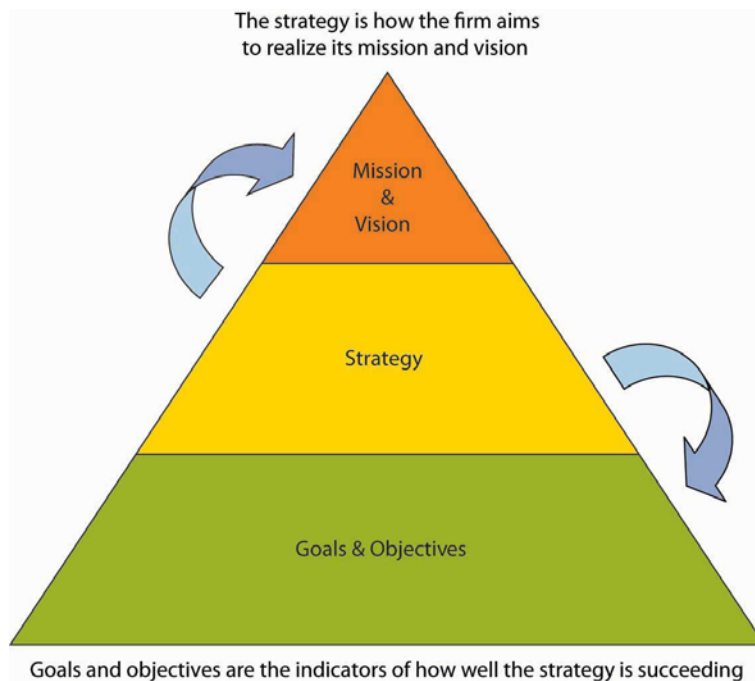 The strategy is how the firm aims
to realize its mission and vision
Mission
&
Vision
Strategy
Goals & Objectives
Goals and objectives are the indicators of how well the strategy is succeeding